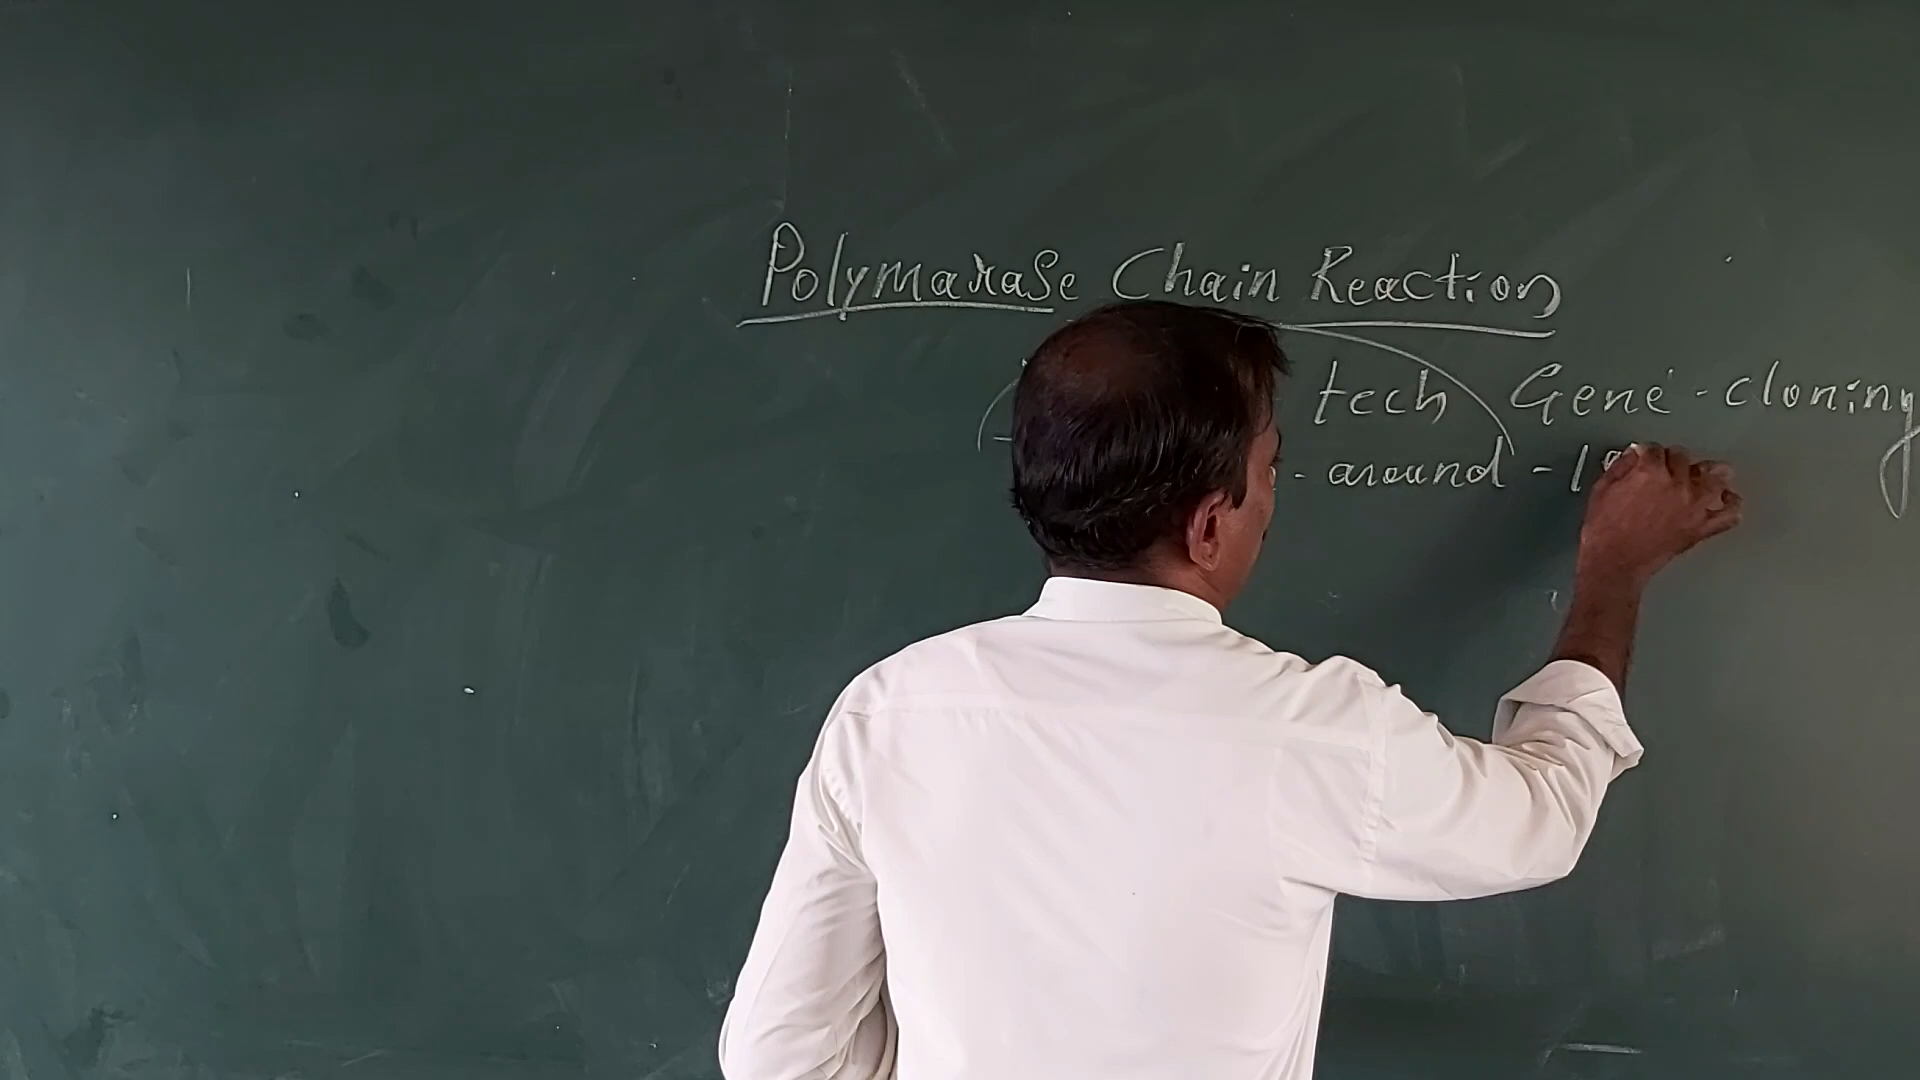 Polymarase Chain Reaction
tech Gene-cloning
- around - 19